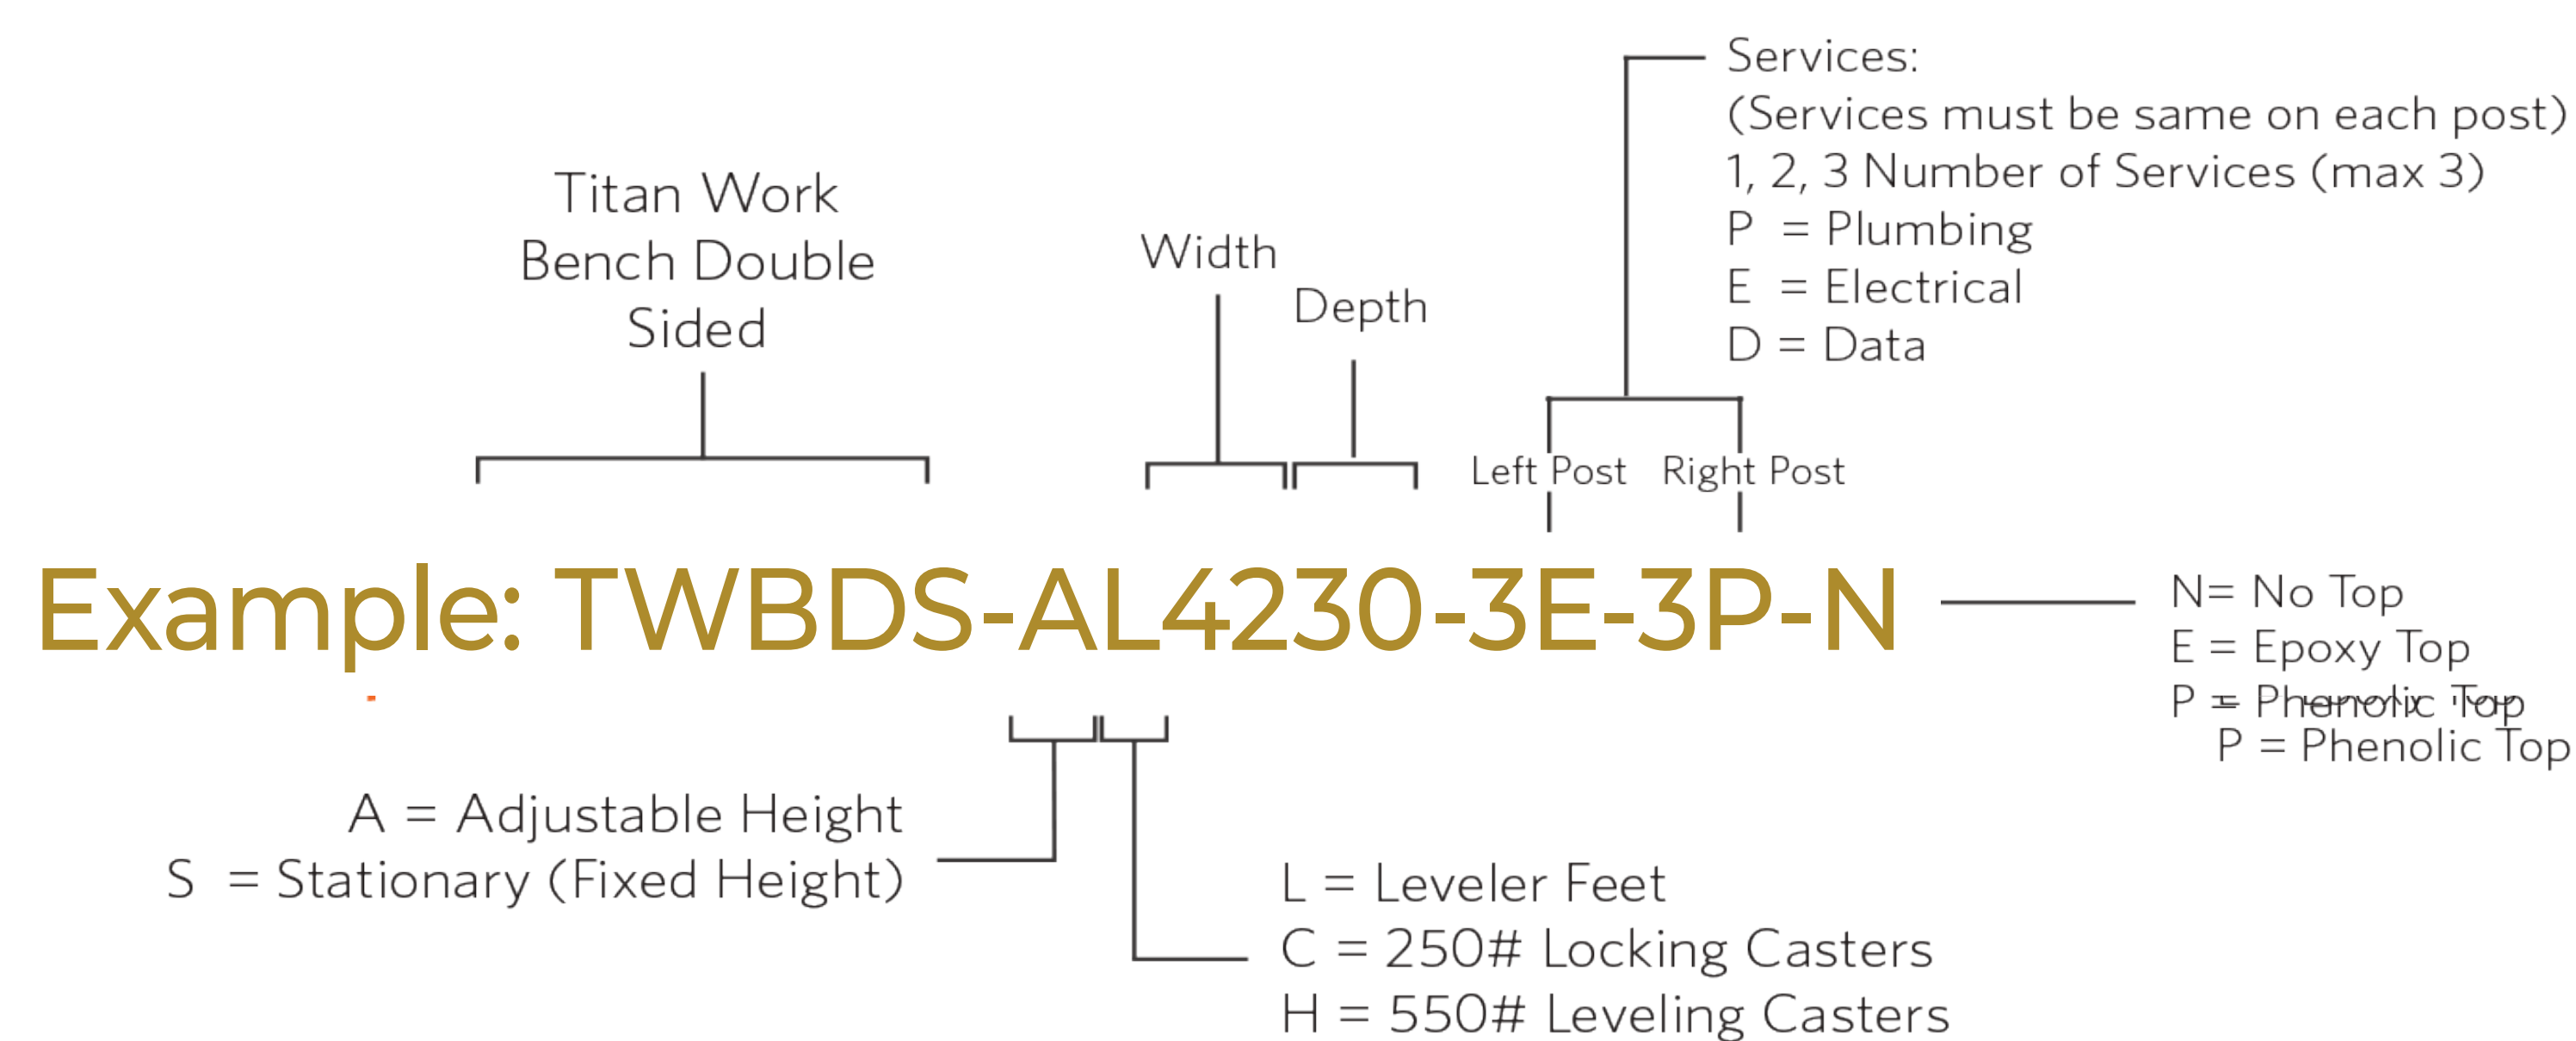 Services:
(Services must be same on each post)
1, 2, 3 Number of Services (max 3)
P = Plumbing
E = Electrical
D = Data
Titan Work
Bench Double
Sided
Width
Depth
Left Post Right Post
Example: TWBDS-AL4230-3E-3P-N
N= No Top
E = Epoxy Top
P = Phenolic Top
P = Phenolic Top
A = Adjustable Height
S = Stationary (Fixed Height)
L = Leveler Feet
C = 250# Locking Casters
H = 550# Leveling Casters